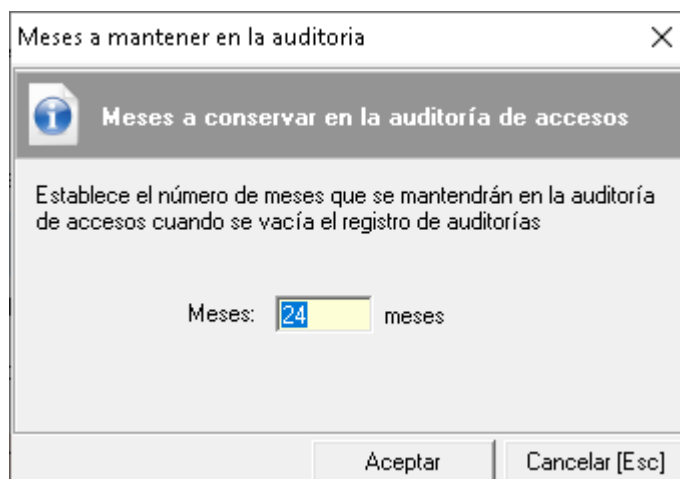 Meses a mantener en la auditoria
Meses a conservar en la auditoría de accesos
Establece el número de meses que se mantendrán en la auditoría
de accesos cuando se vacía el registro de auditorías
Meses: 24 meses
Aceptar Cancelar [Esc]